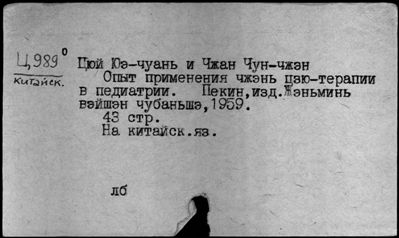 Ц989⁰
китайск.
Цюй Юэ-чуань и Чжан Чун-чжэн
Опыт применения чжэнь цзю-терапии
в педиатрии. Пекин,изд.Жэньминь
вэйшэн чубаньшэ,1959.
43 стр.
На китайск.яз.
лб